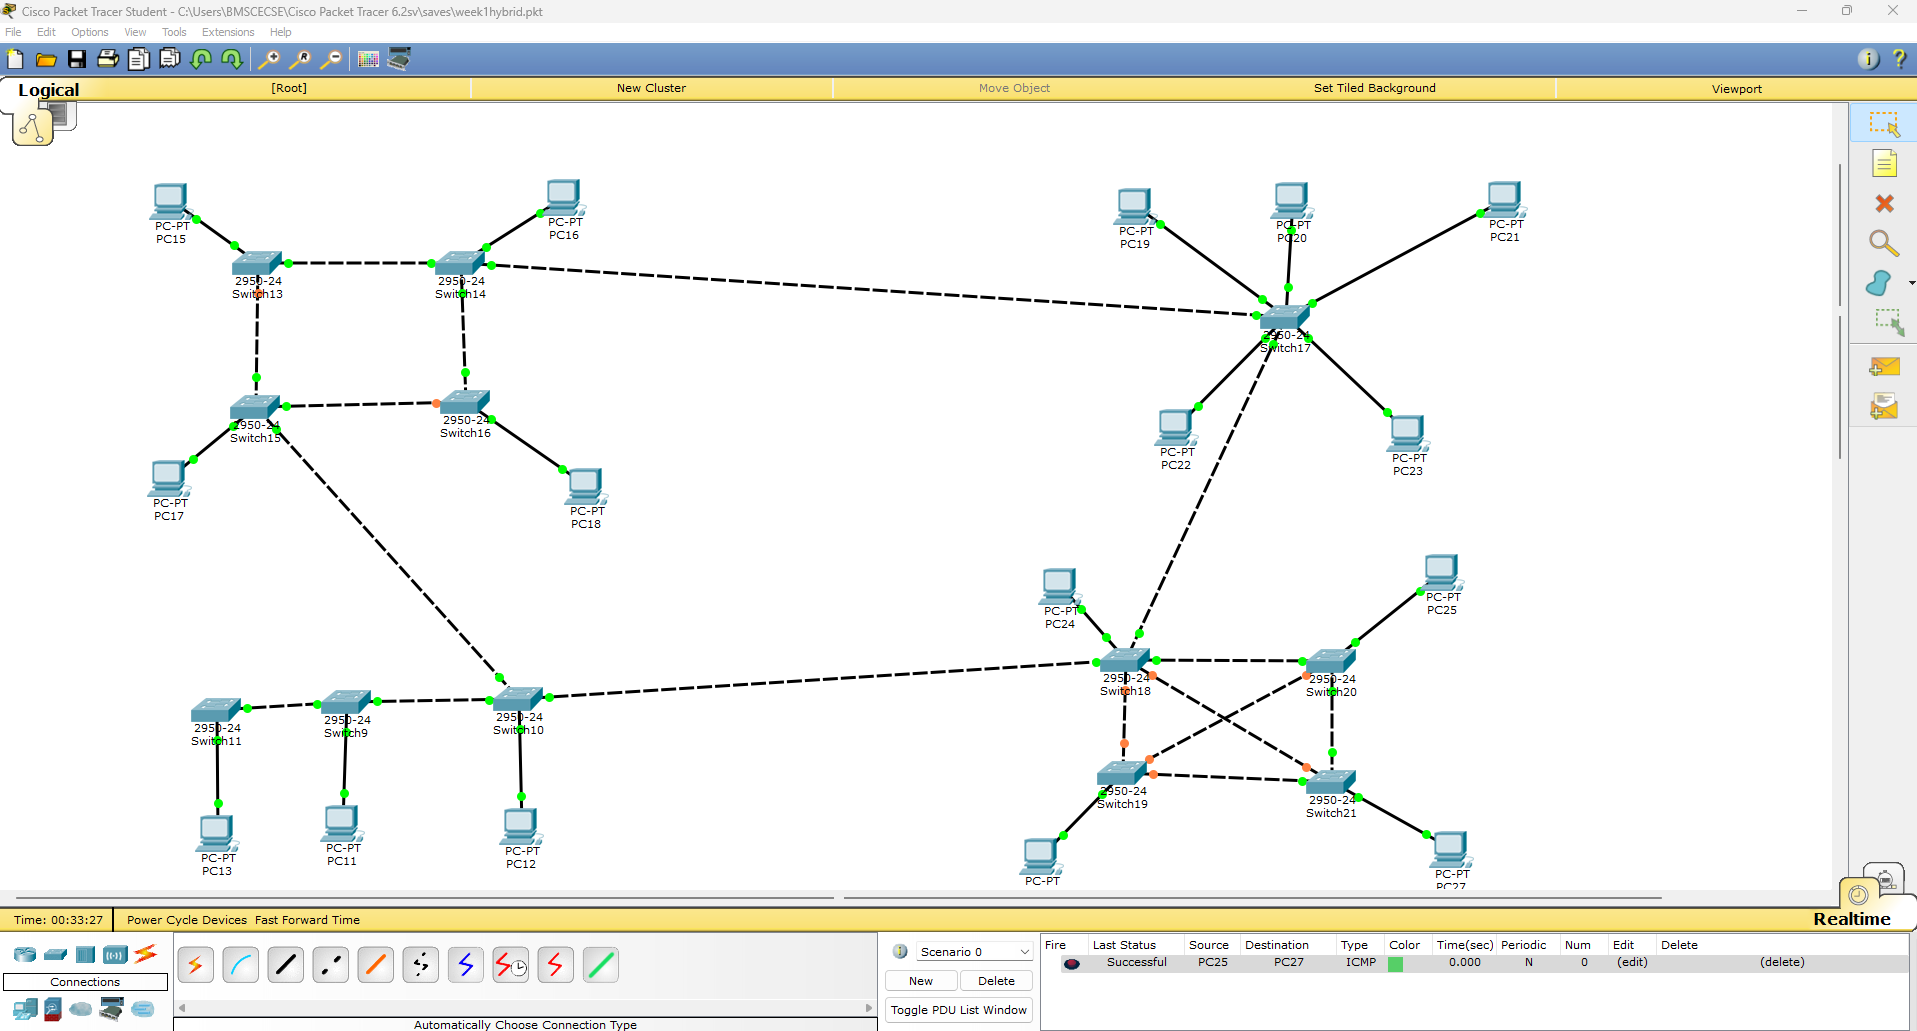 Cisco Packet Tracer Student - C:\Users\BMSCECSE\Cisco Packet Tracer 6.2sv\saves\week1hybrid.pkt
File Edit Options View Tools Extensions Help
Logical [Root] New Cluster Move Object Set Tiled Background Viewport
PC-PT
PC15
PC-PT
PC16
PC-PT
PC19
PC-PT
PC20
PC-PT
PC21
2950-24
Switch13
2950-24
Switch14
2950-24
Switch17
2950-24
Switch15
2950-24
Switch16
PC-PT
PC22
PC-PT
PC23
PC-PT
PC17
PC-PT
PC18
PC-PT
PC24
PC-PT
PC25
2950-24
Switch18
2950-24
Switch20
2950-24
Switch11
2950-24
Switch9
2950-24
Switch10
2950-24
Switch19
2950-24
Switch21
PC-PT
PC13
PC-PT
PC11
PC-PT
PC12
PC-PT
PC-PT
PC27
Time: 00:33:27 Power Cycle Devices Fast Forward Time Realtime
Connections
Automatically Choose Connection Type
Scenario 0
New Delete
Toggle PDU List Window
Fire Last Status Source Destination Type Color Time(sec) Periodic Num Edit Delete
Successful PC25 PC27 ICMP 0.000 N 0 (edit) (delete)